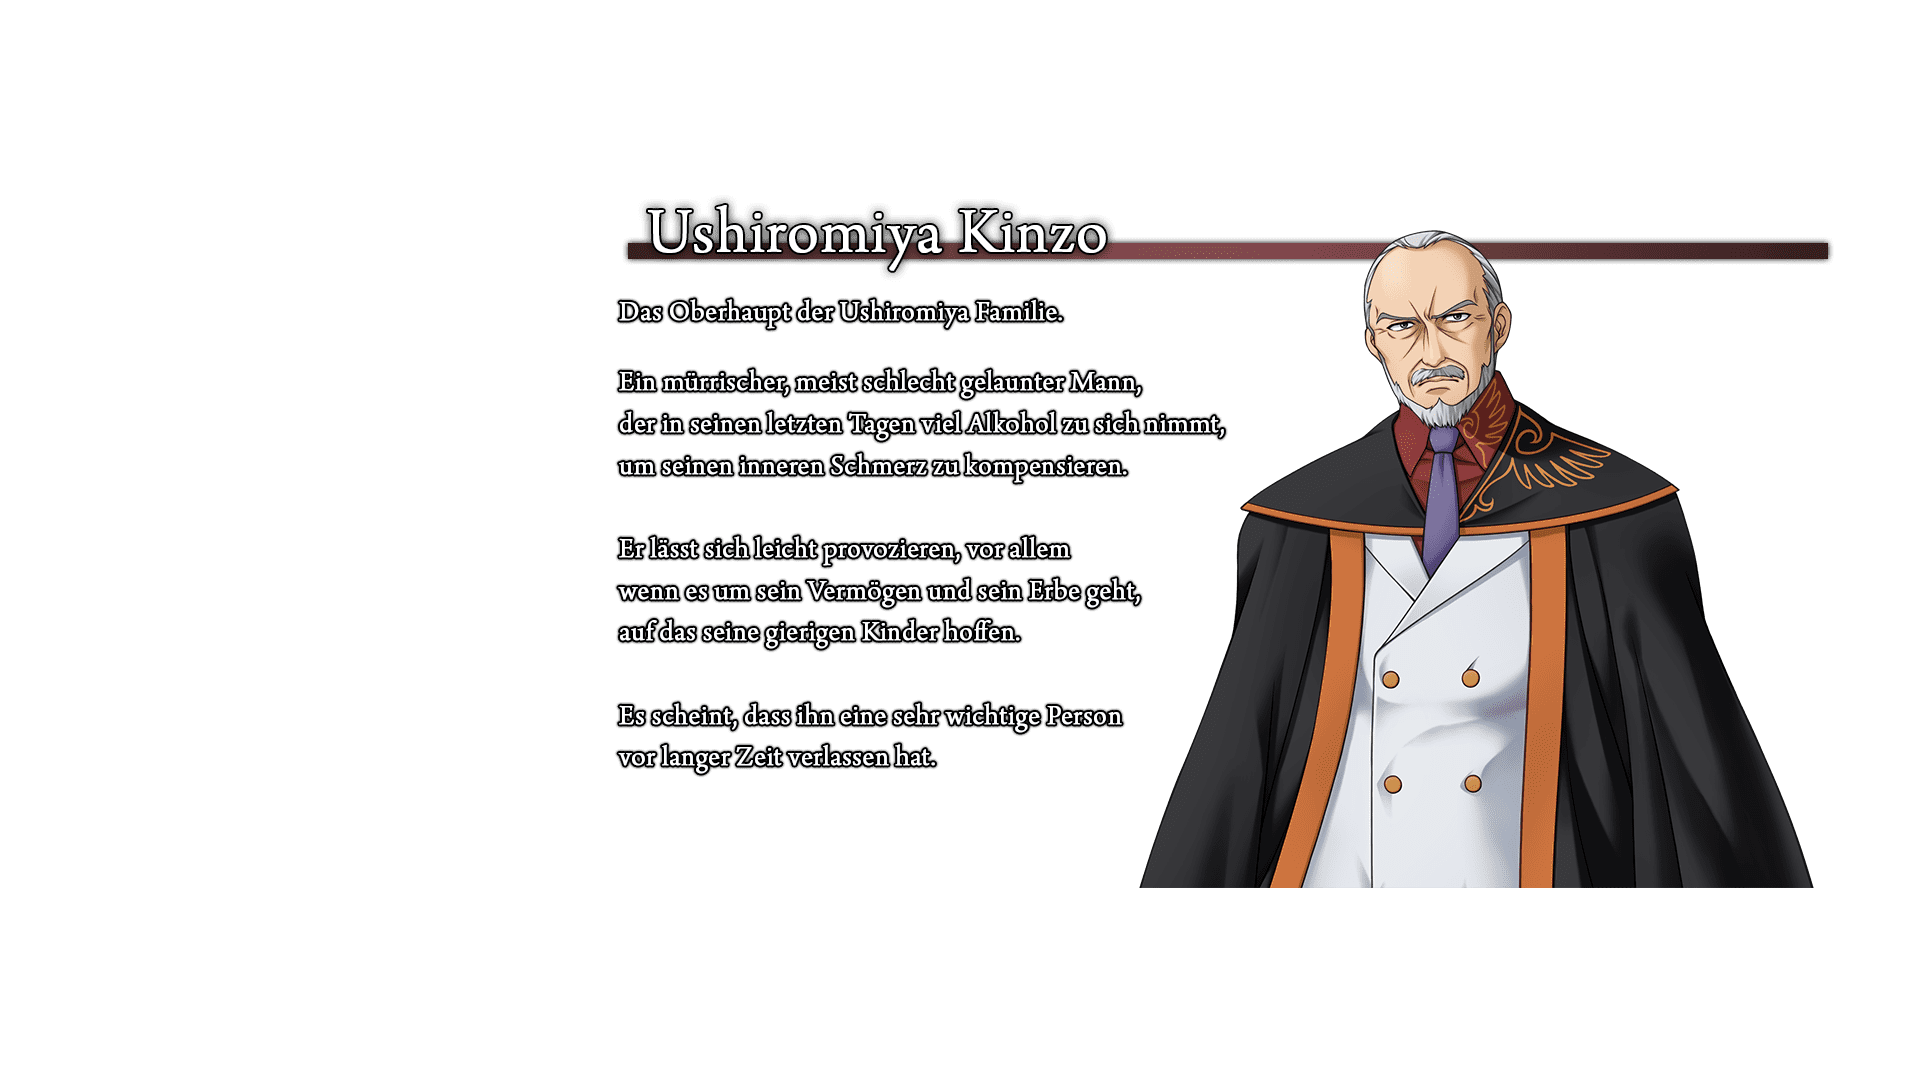 Ushiromiya Kinzo
Das Oberhaupt der Ushiromiya Familie.
Ein mürrischer, meist schlecht gelaunter Mann,
der in seinen letzten Tagen viel Alkohol zu sich nimmt,
um seinen inneren Schmerz zu kompensieren.
Er lässt sich leicht provozieren, vor allem
wenn es um sein Vermögen und sein Erbe geht,
auf das seine gierigen Kinder hoffen.
Es scheint, dass ihn eine sehr wichtige Person
vor langer Zeit verlassen hat.